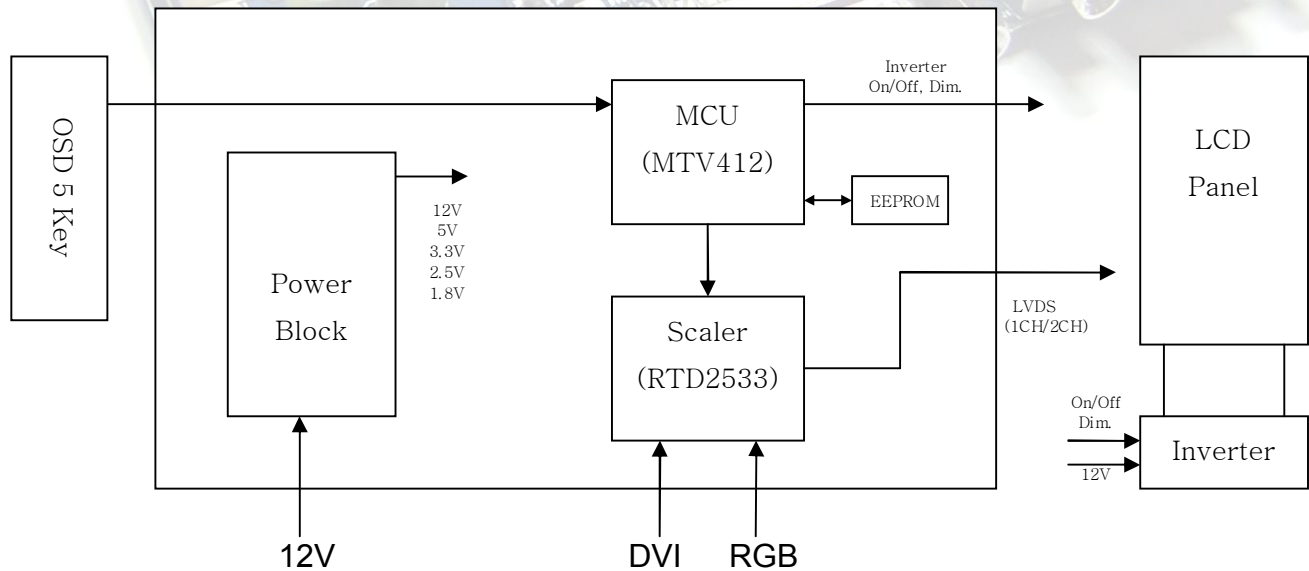 OSD 5 Key
Power
Block
12V
5V
3.3V
2.5V
1.8V
12V
MCU
(MTV412)
EEPROM
Inverter
On/Off, Dim.
Scaler
(RTD2533)
DVI
RGB
LVDS
(1CH/2CH)
LCD
Panel
On/Off
Dim.
12V
Inverter